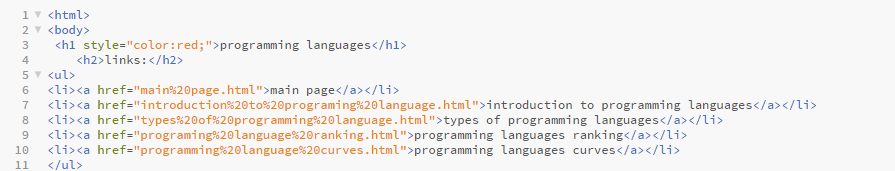 1 <html>
2 <body>
3 <h1 style="color:red;">programming languages</h1>
4 <h2>links:</h2>
5 <ul>
6 <li><a href="main%20page.html">main page</a></li>
7 <li><a href="introduction%20to%20programing%20language.html">introduction to programming languages</a></li>
8 <li><a href="types%20of%20programming%20language.html">types of programming languages</a></li>
9 <li><a href="programing%20language%20ranking.html">programming languages ranking</a></li>
10 <li><a href="programming%20language%20curves.html">programming languages curves</a></li>
11 </ul>